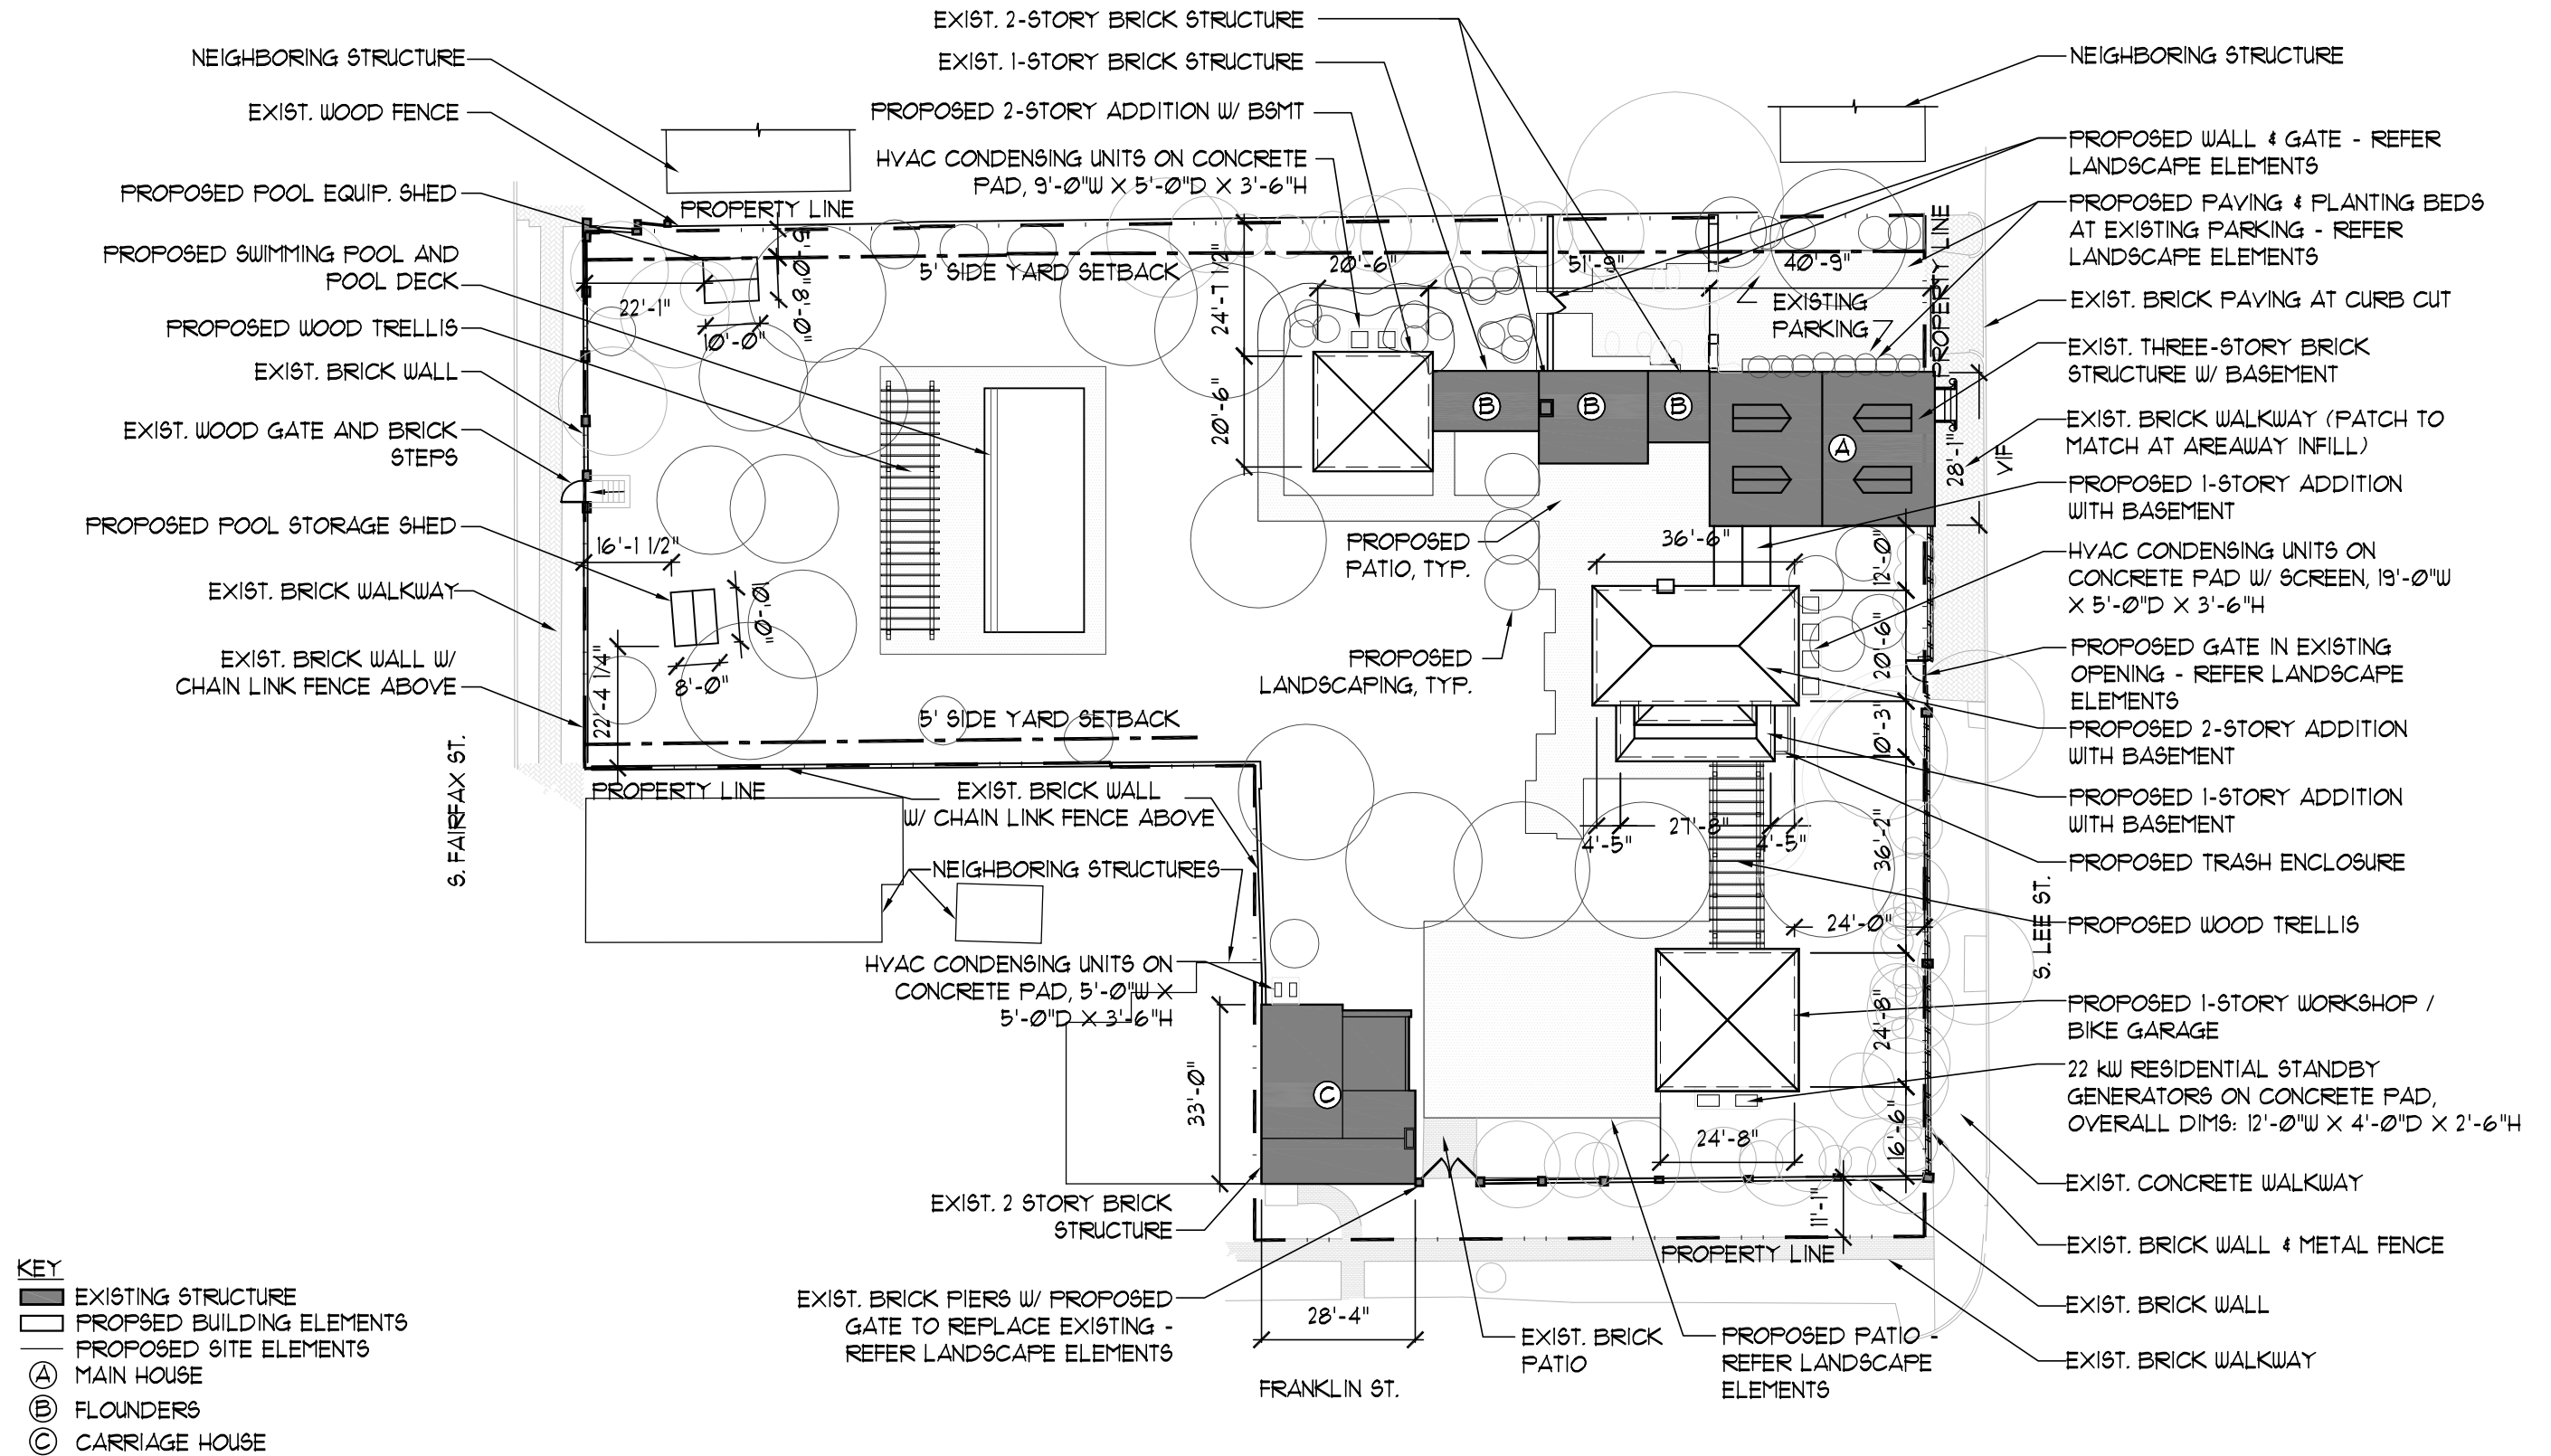 EXIST. 2-STORY BRICK STRUCTURE
EXIST. 1-STORY BRICK STRUCTURE
PROPOSED 2-STORY ADDITION W/ BSMT
HVAC CONDENSING UNITS ON CONCRETE
PAD, 9'-0"W X 5'-0"D X 3'-6"H
NEIGHBORING STRUCTURE
EXIST. WOOD FENCE
PROPOSED POOL EQUIP. SHED
PROPOSED SWIMMING POOL AND
POOL DECK
PROPOSED WOOD TRELLIS
EXIST. BRICK WALL
EXIST. WOOD GATE AND BRICK
STEPS
PROPOSED POOL STORAGE SHED
EXIST. BRICK WALKWAY
EXIST. BRICK WALL W/
CHAIN LINK FENCE ABOVE
S. FAIRFAX ST.
PROPERTY LINE
5' SIDE YARD SETBACK
5'-0"
8'-0"
22'-1"
10'-0"
16'-1 1/2"
10'-0"
8'-0"
22'-4 1/4"
5' SIDE YARD SETBACK
PROPERTY LINE
EXIST. BRICK WALL
W/ CHAIN LINK FENCE ABOVE
NEIGHBORING STRUCTURES
HVAC CONDENSING UNITS ON
CONCRETE PAD, 5'-0"W X
5'-0"D X 3'-6"H
33'-0"
C
EXIST. 2 STORY BRICK
STRUCTURE
EXIST. BRICK PIERS W/ PROPOSED
GATE TO REPLACE EXISTING -
REFER LANDSCAPE ELEMENTS
28'-4"
FRANKLIN ST.
EXIST. BRICK
PATIO
PROPOSED PATIO -
REFER LANDSCAPE
ELEMENTS
24'-7 1/2"
20'-6"
20'-6"
51'-9"
40'-9"
EXISTING
PARKING
PROPERTY LINE
B
B
B
A
28'-1"
VIF
PROPOSED
PATIO, TYP.
PROPOSED
LANDSCAPING, TYP.
36'-6"
12'-0"
20'-6"
10'-3"
36'-2"
4'-5"
27'-8"
4'-5"
24'-0"
24'-8"
24'-8"
16'-6"
11'-1"
PROPERTY LINE
S. LEE ST.
NEIGHBORING STRUCTURE
PROPOSED WALL & GATE - REFER
LANDSCAPE ELEMENTS
PROPOSED PAVING & PLANTING BEDS
AT EXISTING PARKING - REFER
LANDSCAPE ELEMENTS
EXIST. BRICK PAVING AT CURB CUT
EXIST. THREE-STORY BRICK
STRUCTURE W/ BASEMENT
EXIST. BRICK WALKWAY (PATCH TO
MATCH AT AREAWAY INFILL)
PROPOSED 1-STORY ADDITION
WITH BASEMENT
HVAC CONDENSING UNITS ON
CONCRETE PAD W/ SCREEN, 19'-0"W
X 5'-0"D X 3'-6"H
PROPOSED GATE IN EXISTING
OPENING - REFER LANDSCAPE
ELEMENTS
PROPOSED 2-STORY ADDITION
WITH BASEMENT
PROPOSED 1-STORY ADDITION
WITH BASEMENT
PROPOSED TRASH ENCLOSURE
PROPOSED WOOD TRELLIS
PROPOSED 1-STORY WORKSHOP /
BIKE GARAGE
22 kW RESIDENTIAL STANDBY
GENERATORS ON CONCRETE PAD,
OVERALL DIMS: 12'-0"W X 4'-0"D X 2'-6"H
EXIST. CONCRETE WALKWAY
EXIST. BRICK WALL & METAL FENCE
EXIST. BRICK WALL
EXIST. BRICK WALKWAY
KEY
EXISTING STRUCTURE
PROPSED BUILDING ELEMENTS
PROPOSED SITE ELEMENTS
A MAIN HOUSE
B FLOUNDERS
C CARRIAGE HOUSE